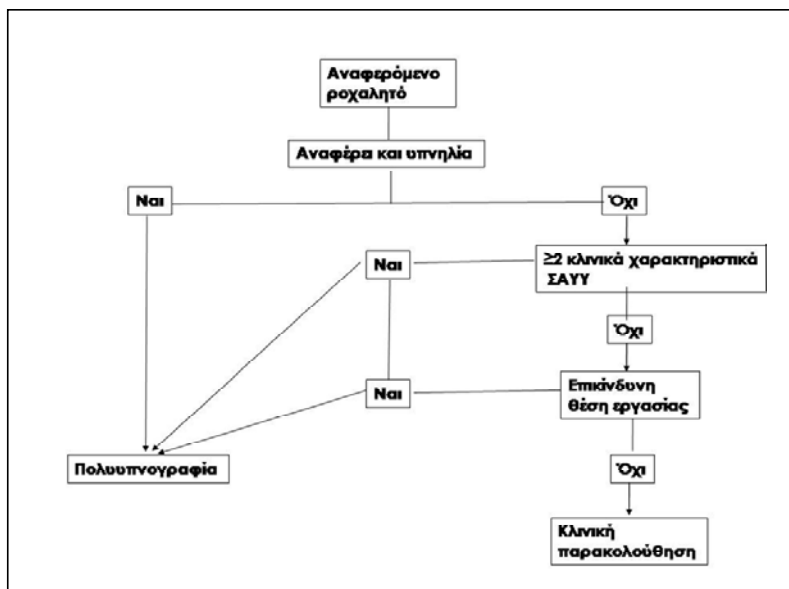 Αναφερόμενο
ροχαλητό
Αναφέρει και υπνηλία
Ναι
Όχι
Ναι
≥2 κλινικά χαρακτηριστικά
ΣΑΥΥ
Όχι
Ναι
Επικίνδυνη
θέση εργασίας
Πολυυπνογραφία
Όχι
Κλινική
παρακολούθηση